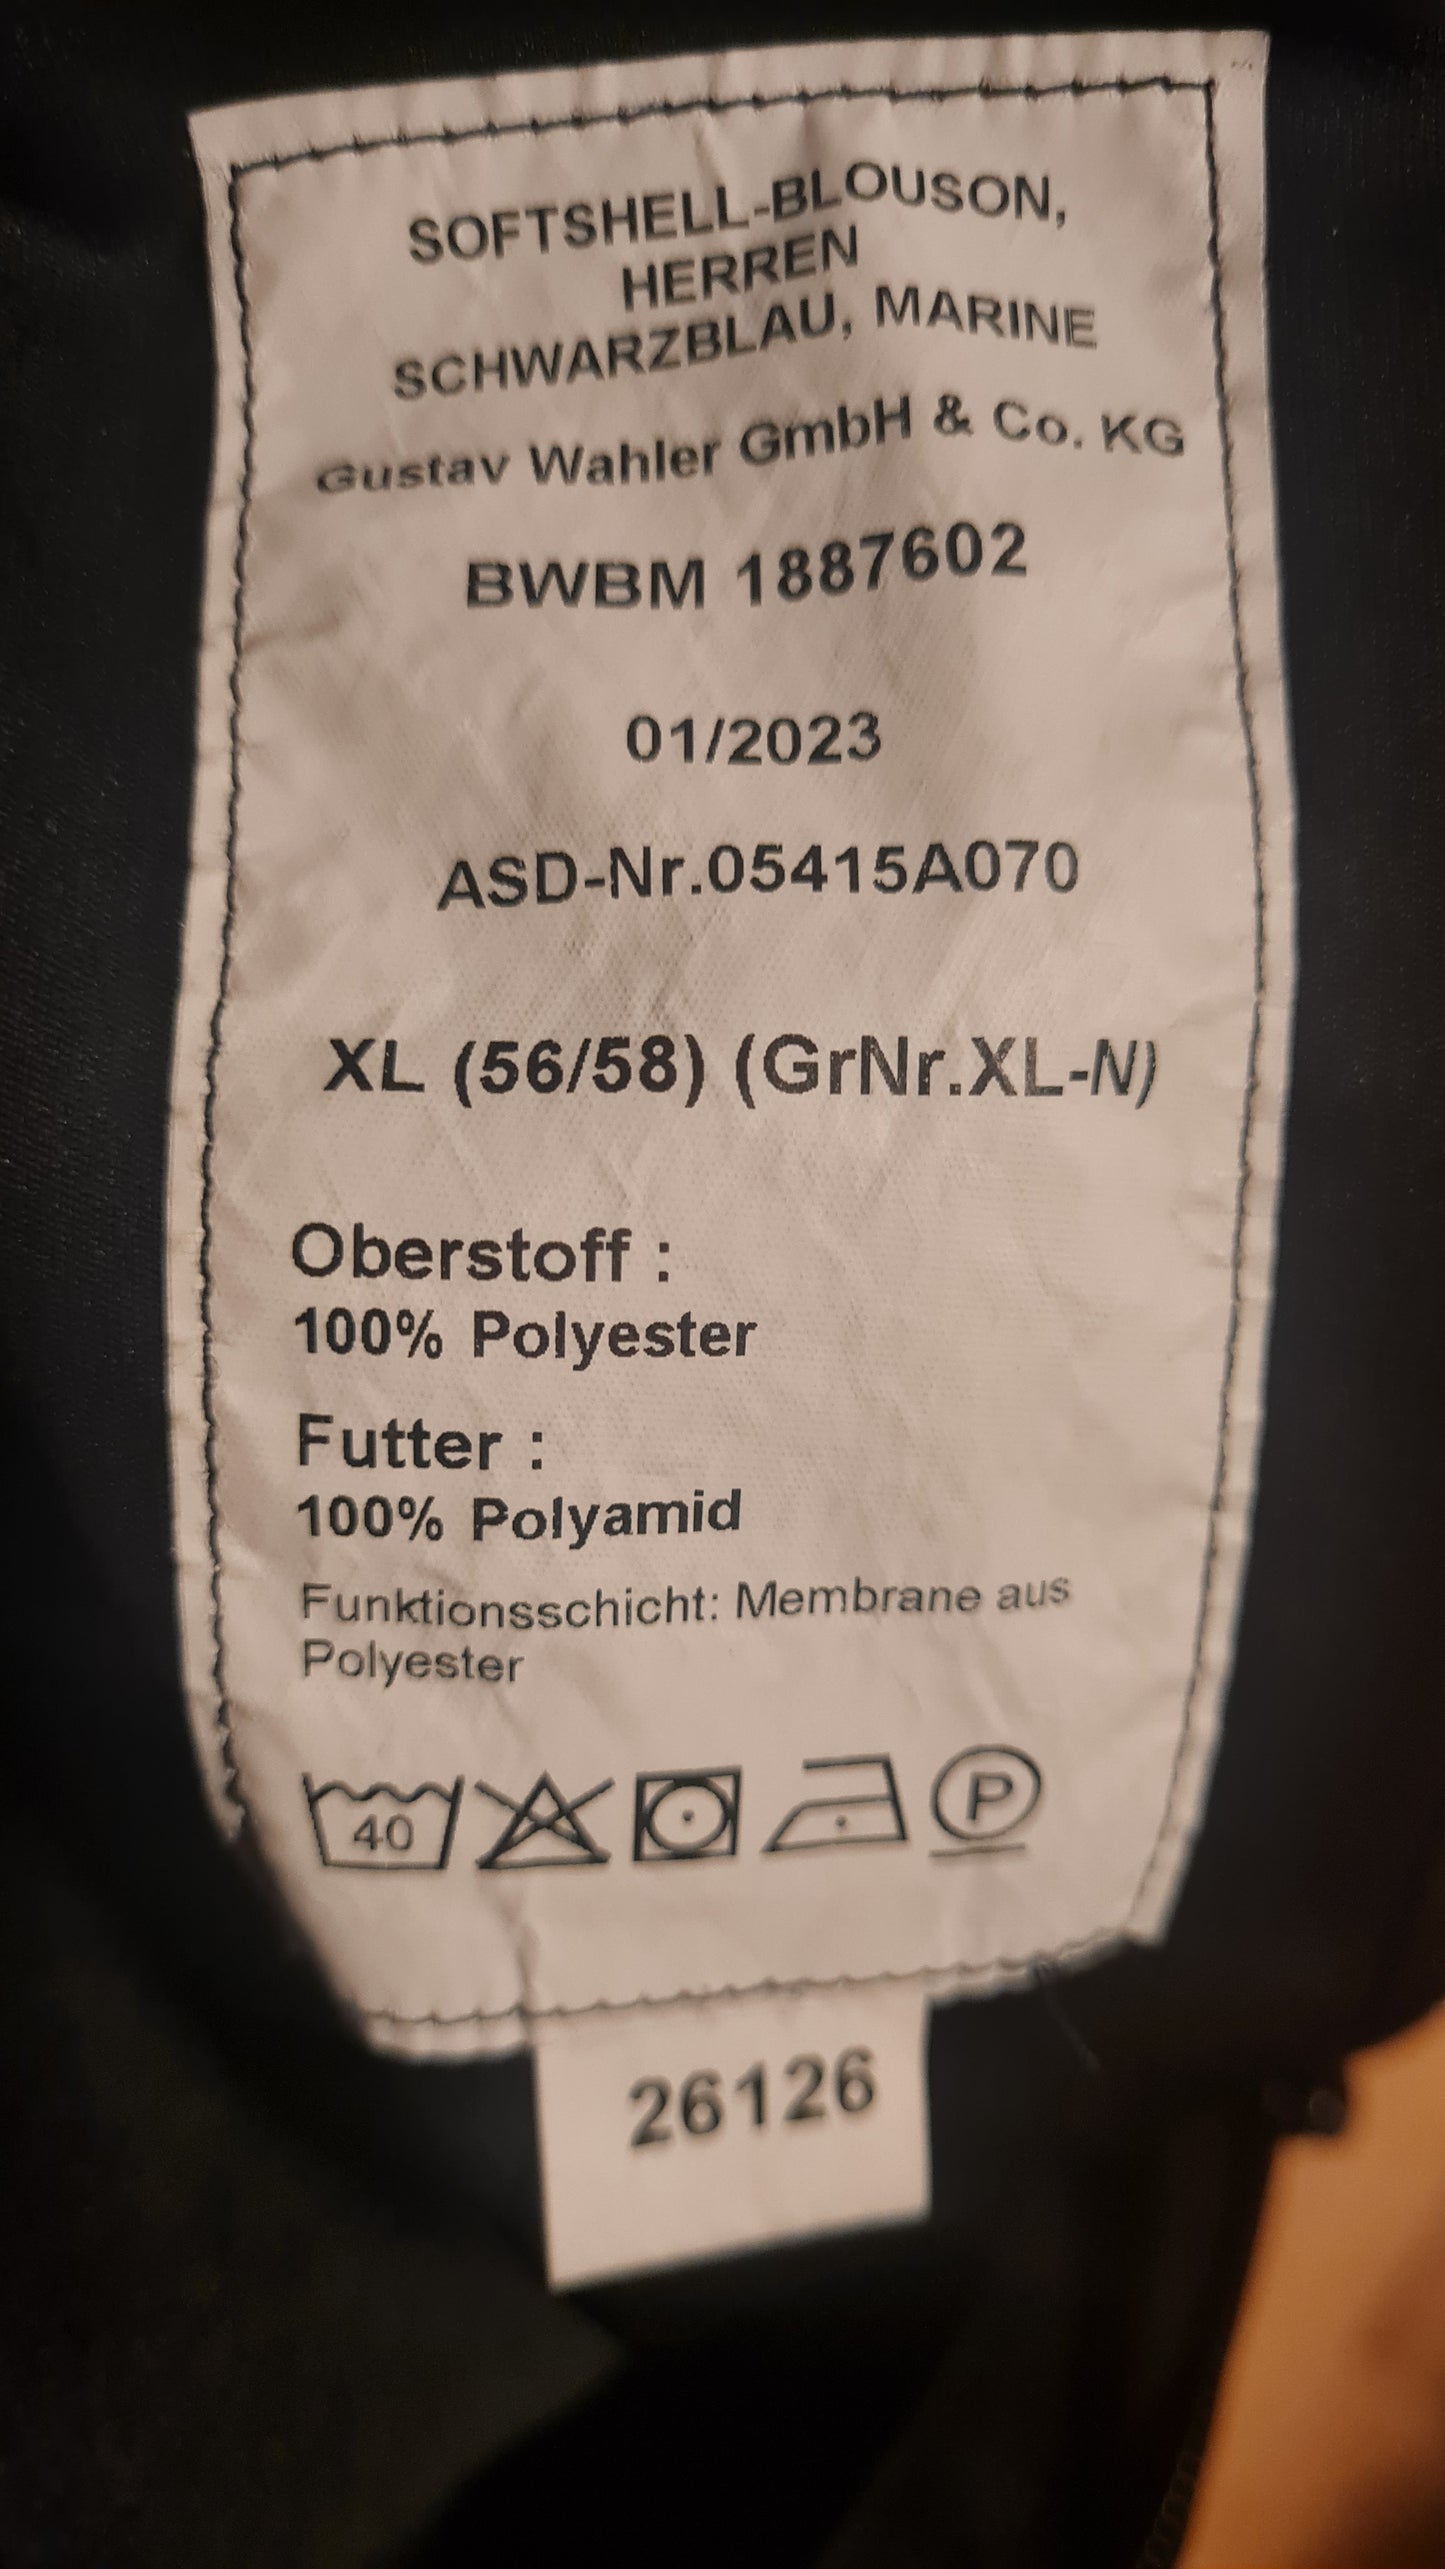 SOFTSHELL-BLOUSON,
HERREN
SCHWARZBLAU, MARINE
Gustav Wahler GmbH & Co. KG
BWBM 1887602
01/2023
ASD-Nr.05415A070
XL (56/58) (GrNr.XL-N)
Oberstoff :
100% Polyester
Futter :
100% Polyamid
Funktionsschicht: Membrane aus
Polyester
40 P
26126